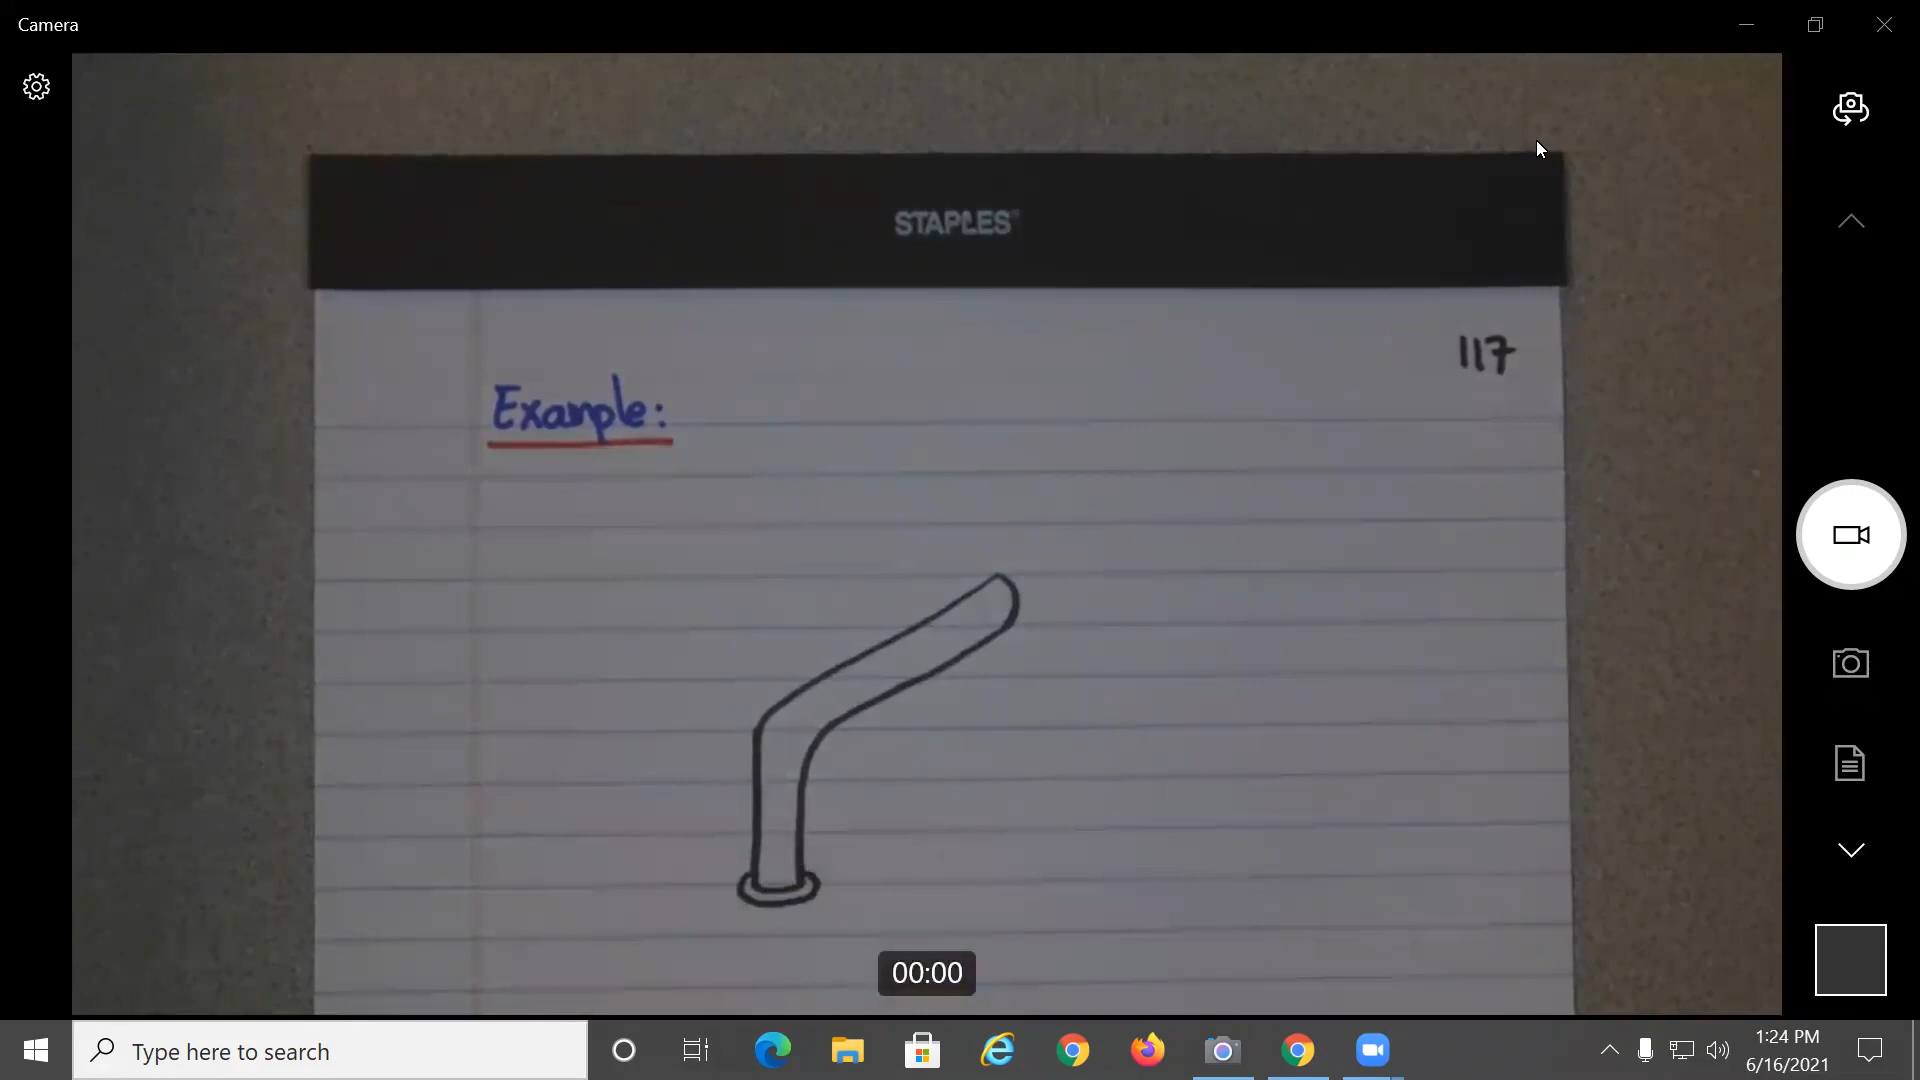 Camera
STAPLES
117
Example:
00:00
Type here to search
1:24 PM
6/16/2021